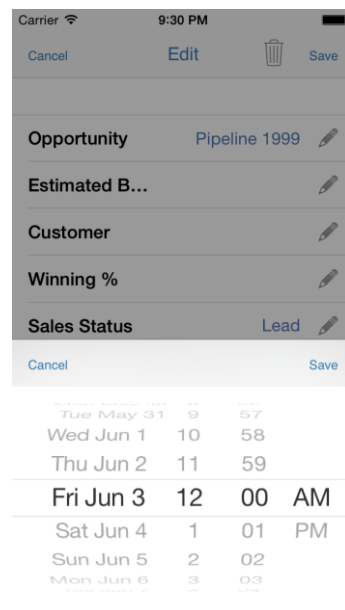 Carrier 9:30 PM
Cancel Edit Save
Opportunity Pipeline 1999
Estimated B...
Customer
Winning %
Sales Status Lead
Cancel Save
Tue May 31 9 57
Wed Jun 1 10 58
Thu Jun 2 11 59
Fri Jun 3 12 00 AM
Sat Jun 4 1 01 PM
Sun Jun 5 2 02
Mon Jun 6 3 03